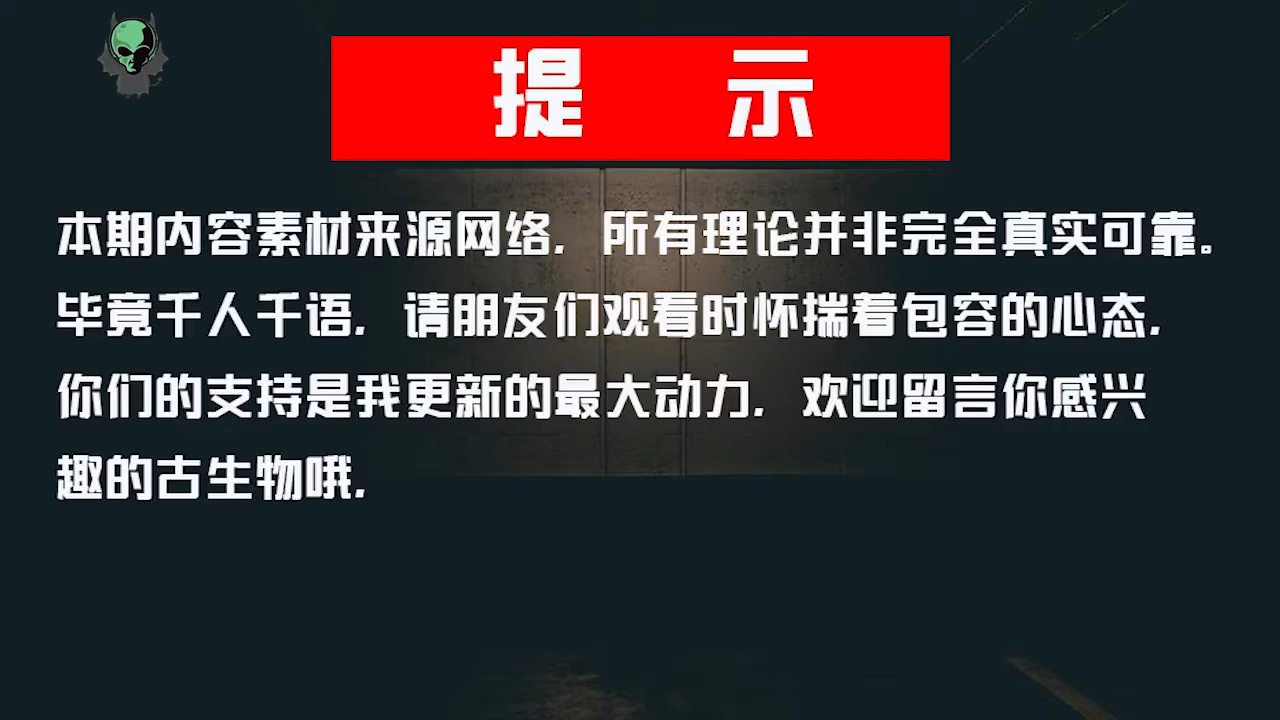 提 示
本期内容素材来源网络, 所有理论并非完全真实可靠。
毕竟千人千语, 请朋友们观看时怀揣着包容的心态,
你们的支持是我更新的最大动力, 欢迎留言你感兴
趣的古生物哦,